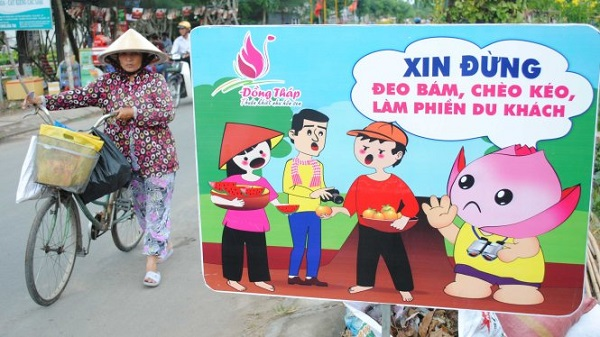 XIN ĐỪNG
ĐEO BÁM, CHÈO KÉO,
LÀM PHIỀN DU KHÁCH
Đồng Tháp